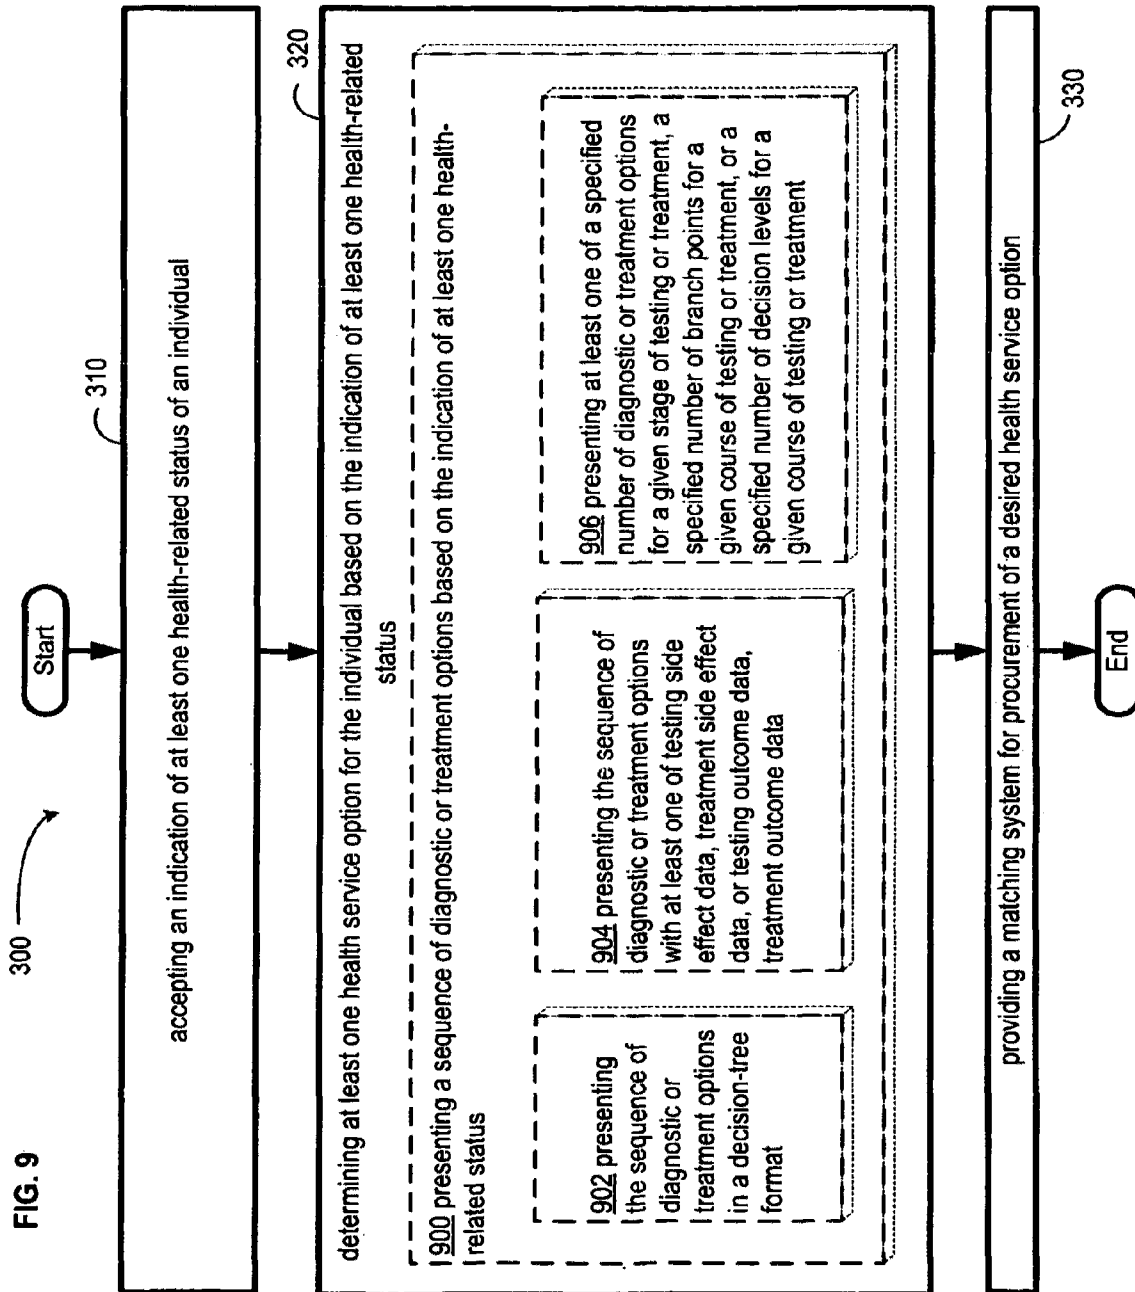 FIG. 9
300
Start
310
accepting an indication of at least one health-related status of an individual
320
determining at least one health service option for the individual based on the indication of at least one health-related
status
900 presenting a sequence of diagnostic or treatment options based on the indication of at least one health-
related status
902 presenting
the sequence of
diagnostic or
treatment options
in a decision-tree
format
904 presenting the sequence of
diagnostic or treatment options
with at least one of testing side
effect data, treatment side effect
data, or testing outcome data,
treatment outcome data
906 presenting at least one of a specified
number of diagnostic or treatment options
for a given stage of testing or treatment, a
specified number of branch points for a
given course of testing or treatment, or a
specified number of decision levels for a
given course of testing or treatment
330
providing a matching system for procurement of a desired health service option
End